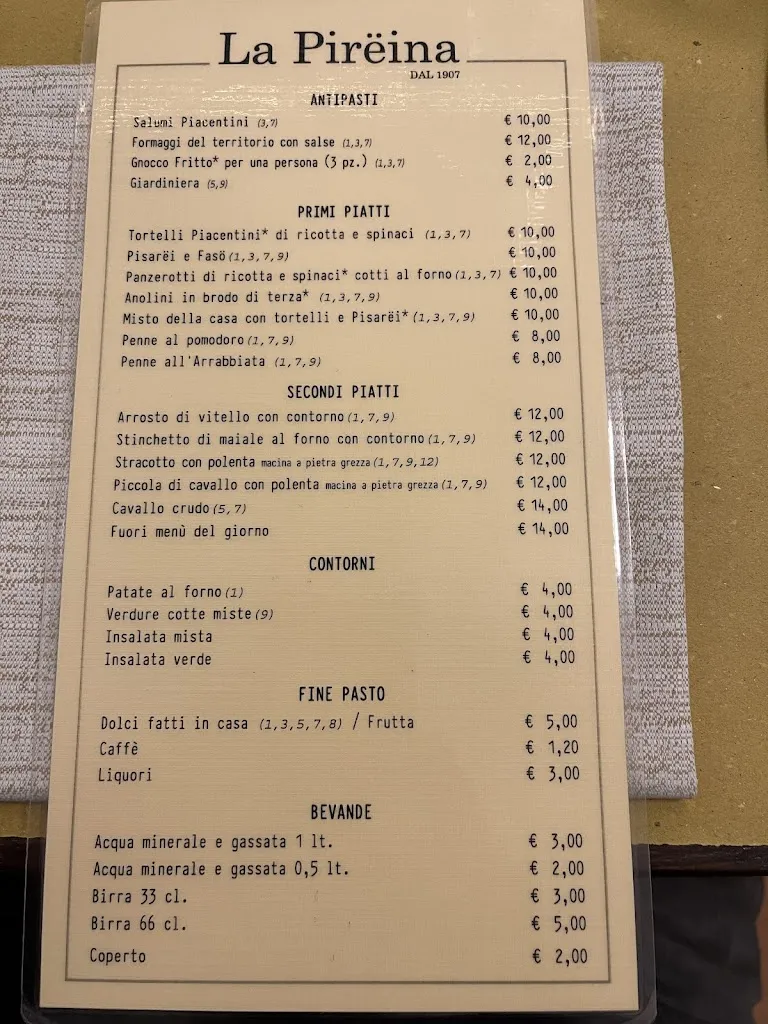 La Pirëina
DAL 1907
ANTIPASTI
Salumi Piacentini (3,7) € 10,00
Formaggi del territorio con salse (1,3,7) € 12,00
Gnocco Fritto* per una persona (3 pz.) (1,3,7) € 2,00
Giardiniera (5,9) € 4,00
PRIMI PIATTI
Tortelli Piacentini* di ricotta e spinaci (1,3,7) € 10,00
Pisarëi e Fasö (1,3,7,9) € 10,00
Panzerotti di ricotta e spinaci* cotti al forno (1,3,7) € 10,00
Anolini in brodo di terza* (1,3,7,9) € 10,00
Misto della casa con tortelli e Pisarëi* (1,3,7,9) € 10,00
Penne al pomodoro (1,7,9) € 8,00
Penne all'Arrabbiata (1,7,9) € 8,00
SECONDI PIATTI
Arrosto di vitello con contorno (1,7,9) € 12,00
Stinchetto di maiale al forno con contorno (1,7,9) € 12,00
Stracotto con polenta macina a pietra grezza (1,7,9,12) € 12,00
Piccola di cavallo con polenta macina a pietra grezza (1,7,9) € 12,00
Cavallo crudo (5,7) € 14,00
Fuori menù del giorno € 14,00
CONTORNI
Patate al forno (1) € 4,00
Verdure cotte miste (9) € 4,00
Insalata mista € 4,00
Insalata verde € 4,00
FINE PASTO
Dolci fatti in casa (1,3,5,7,8) / Frutta € 5,00
Caffè € 1,20
Liquori € 3,00
BEVANDE
Acqua minerale e gassata 1 lt. € 3,00
Acqua minerale e gassata 0,5 lt. € 2,00
Birra 33 cl. € 3,00
Birra 66 cl. € 5,00
Coperto € 2,00